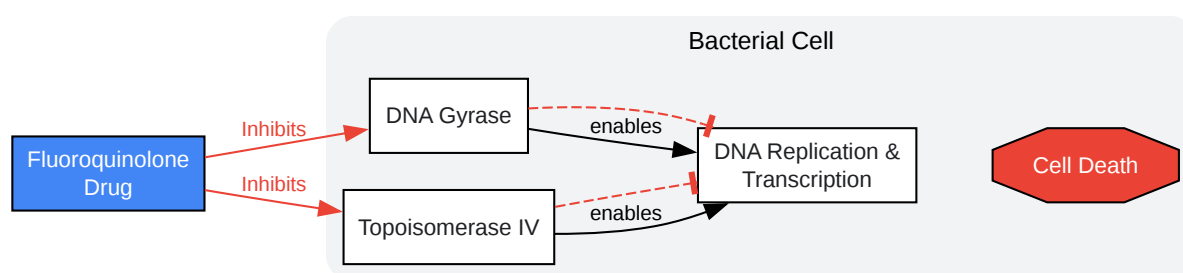 Bacterial Cell
Fluoroquinolone
Drug
Inhibits
Inhibits
DNA Gyrase
Topoisomerase IV
enables
enables
DNA Replication &
Transcription
Cell Death